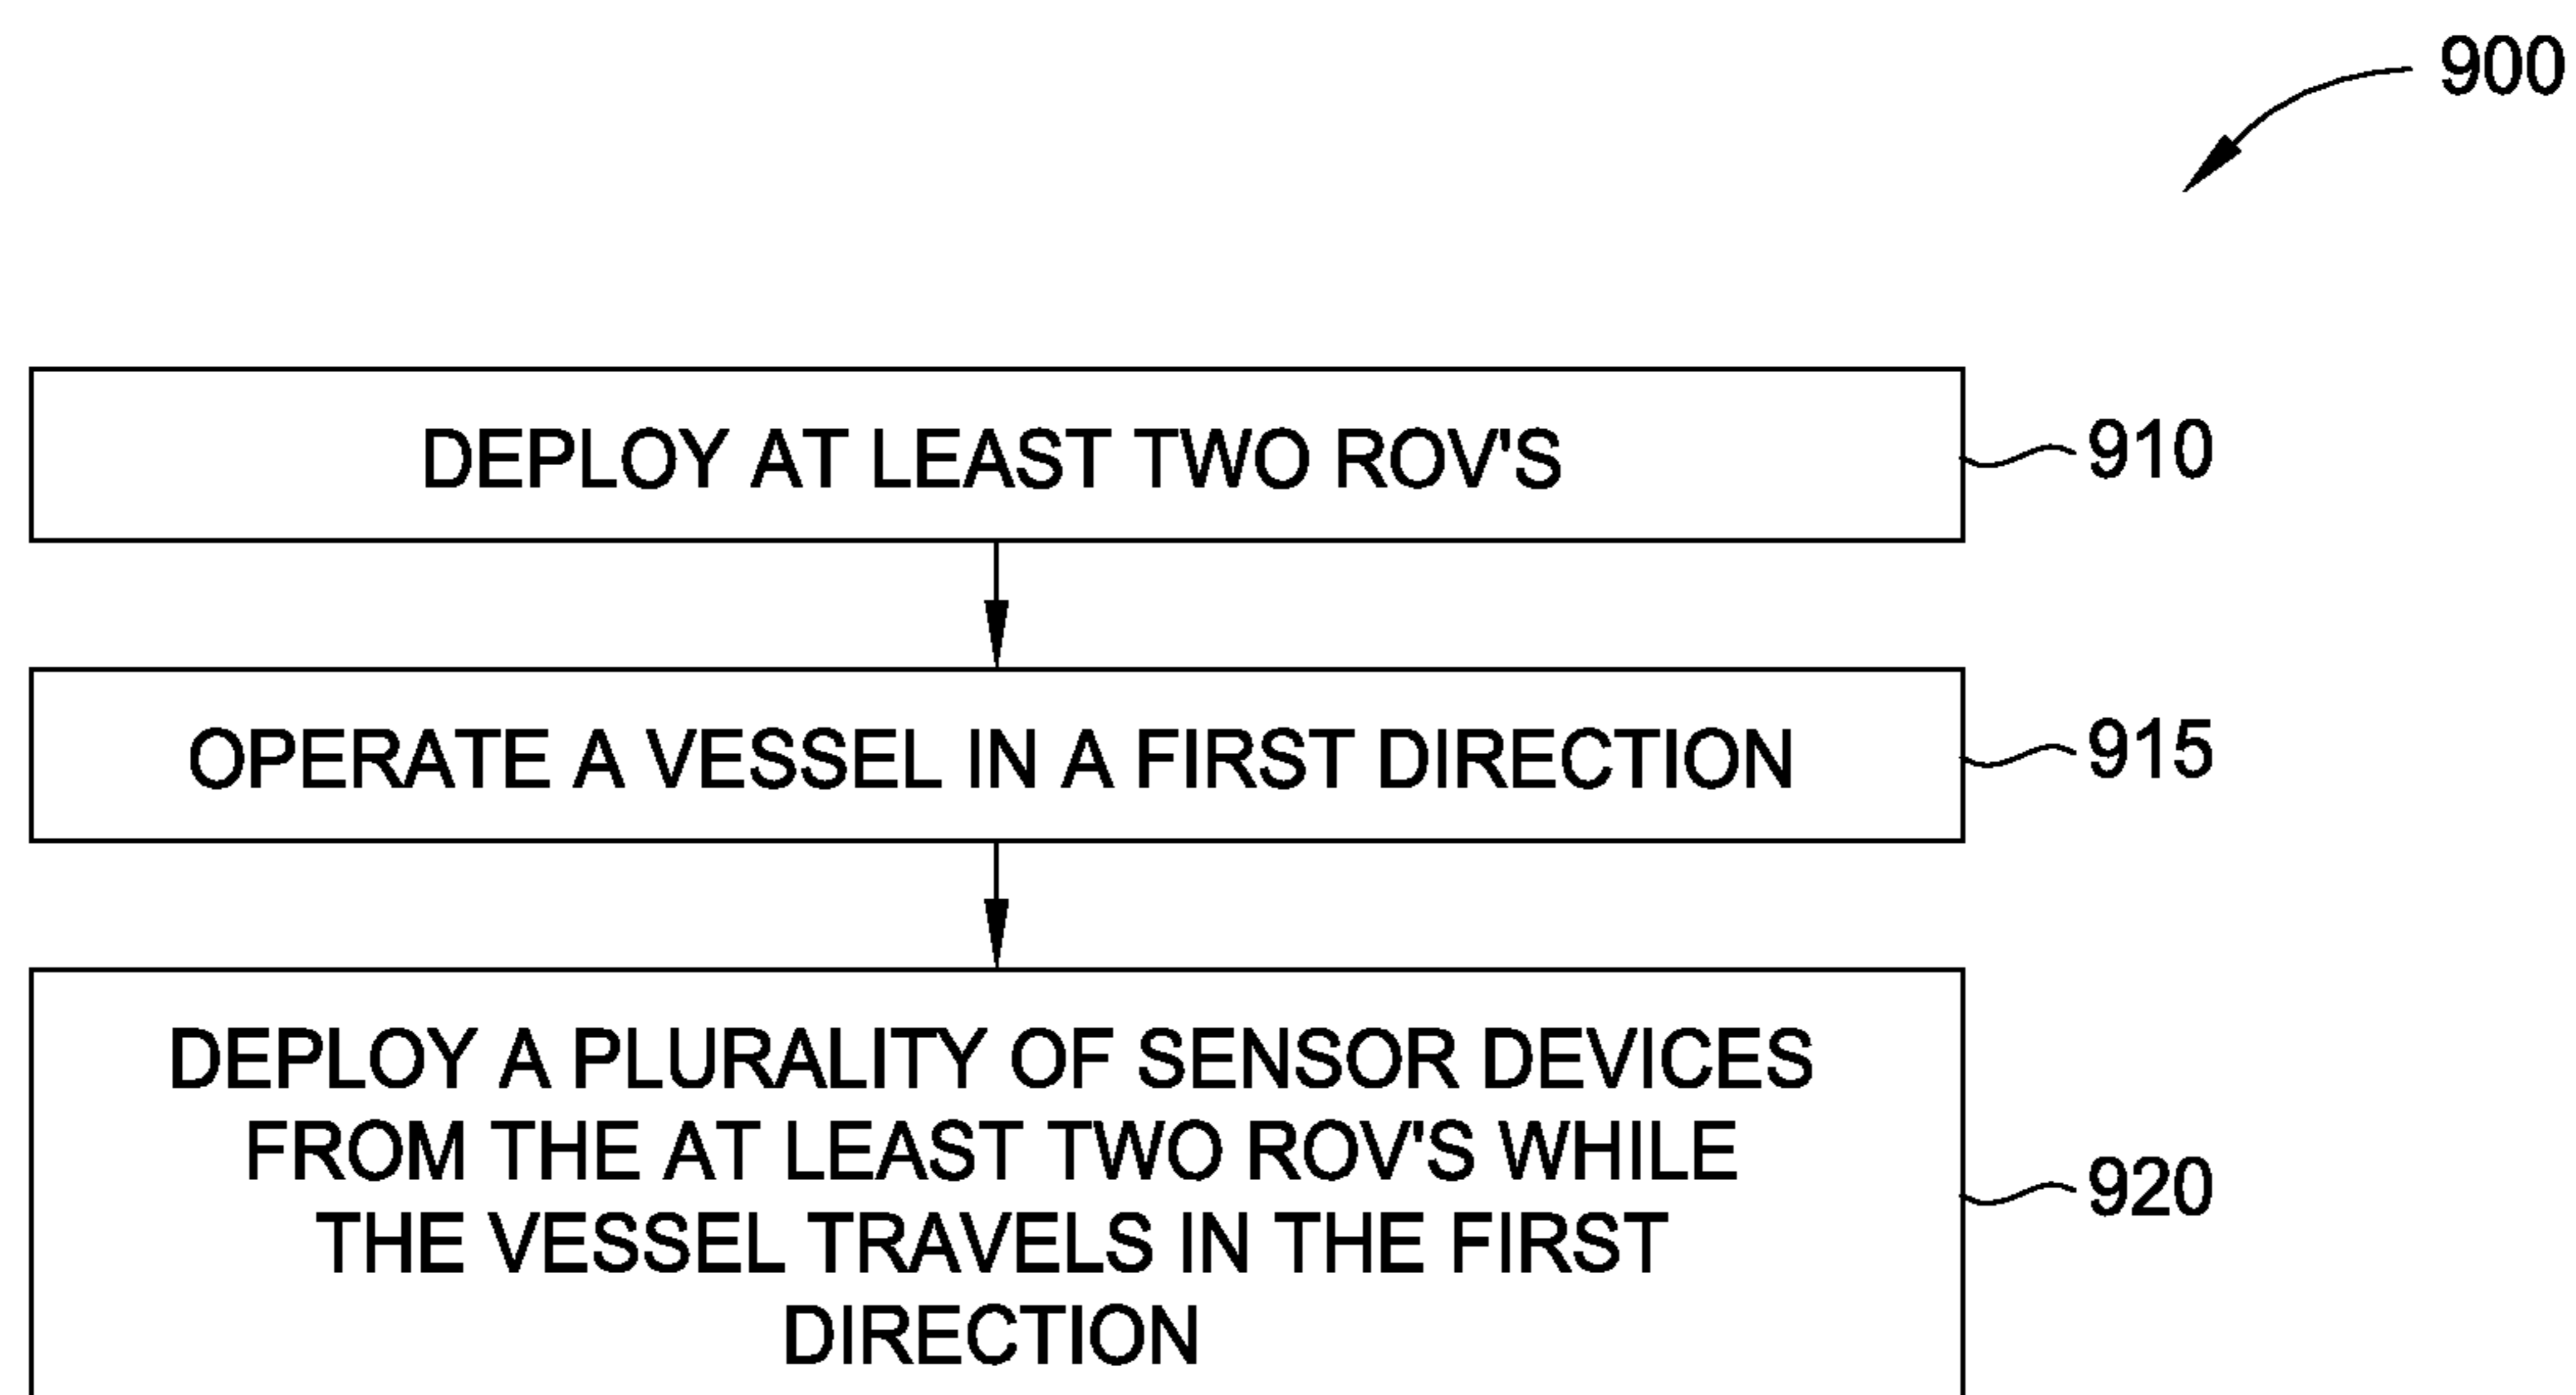 900
DEPLOY AT LEAST TWO ROV'S
910
OPERATE A VESSEL IN A FIRST DIRECTION
915
DEPLOY A PLURALITY OF SENSOR DEVICES
FROM THE AT LEAST TWO ROV'S WHILE
THE VESSEL TRAVELS IN THE FIRST
DIRECTION
920